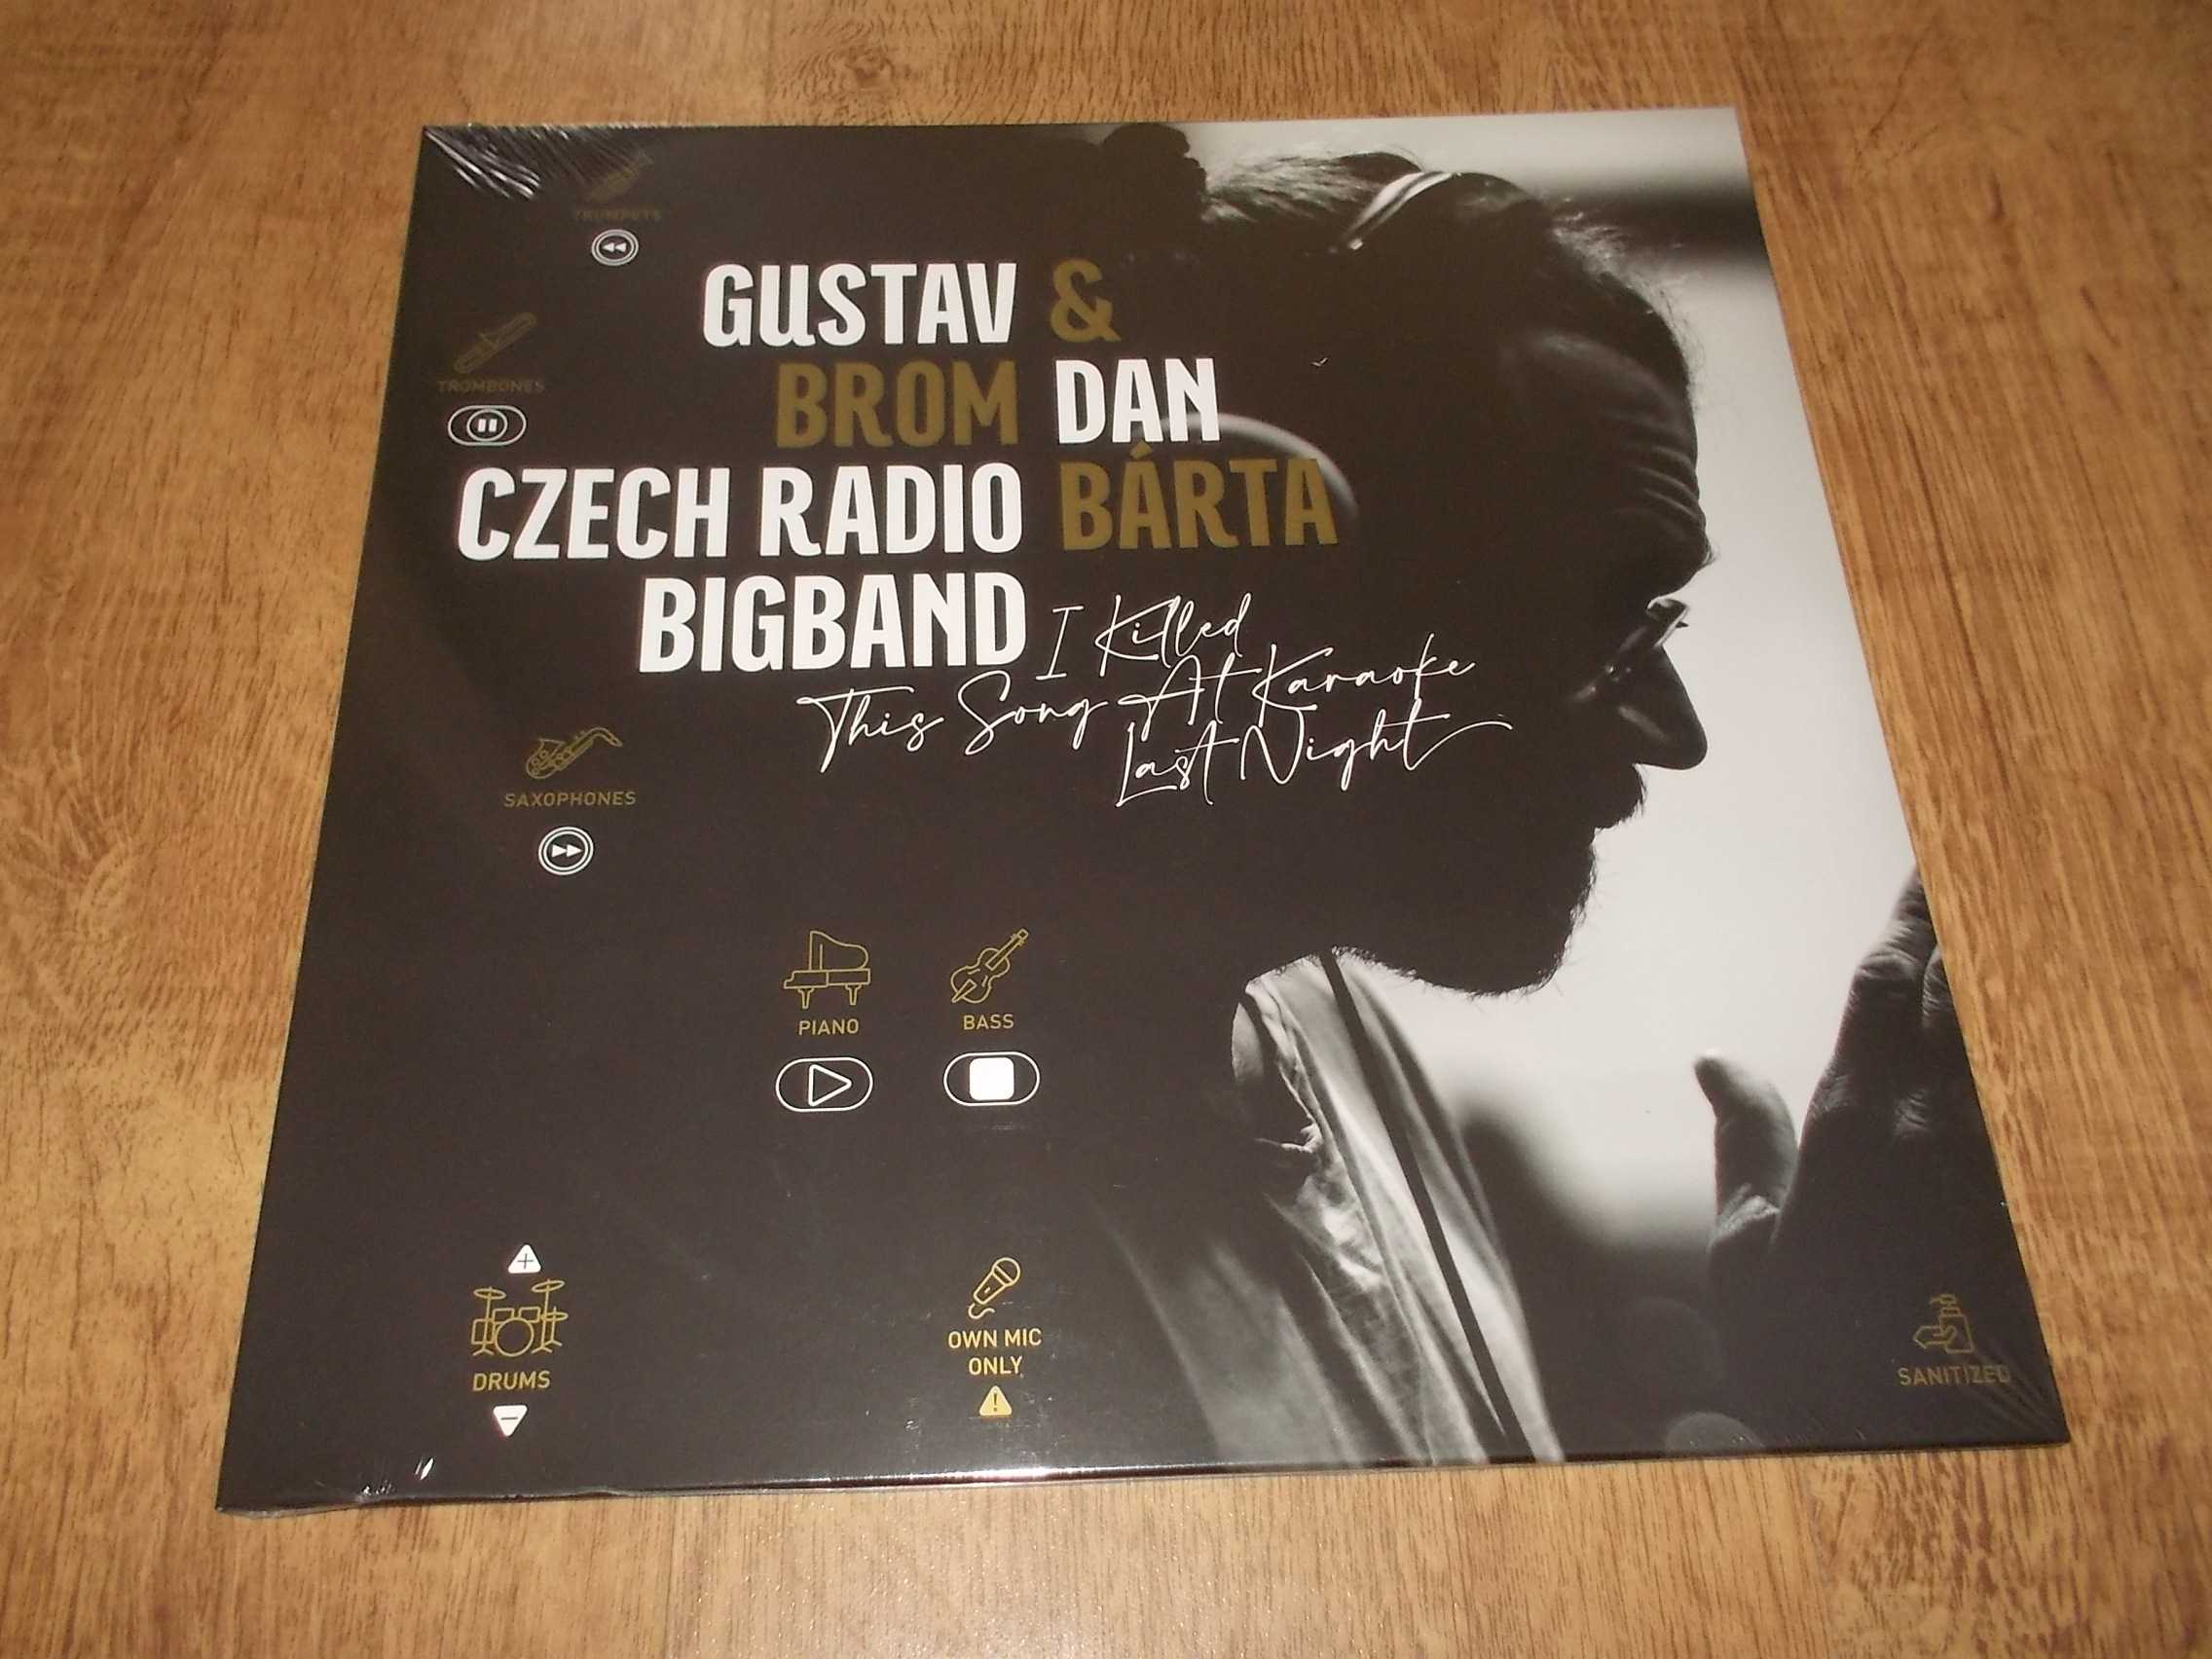 TRUMPETS
GUSTAV &
BROM DAN
TROMBONES
CZECH RADIO BÁRTA
BIGBAND
I Killed
This Song At Karaoke
Last Night
SAXOPHONES
PIANO BASS
DRUMS
OWN MIC
ONLY
SANITIZED